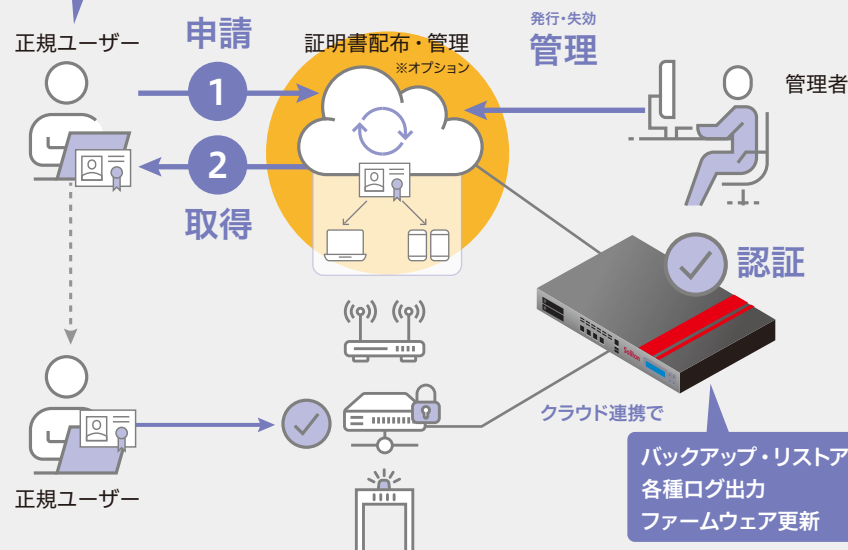 正規ユーザー
申請
証明書配布・管理
※オプション
発行・失効
管理
管理者
1
2
取得
認証
Soliton
クラウド連携で
バックアップ・リストア
各種ログ出力
ファームウェア更新
正規ユーザー